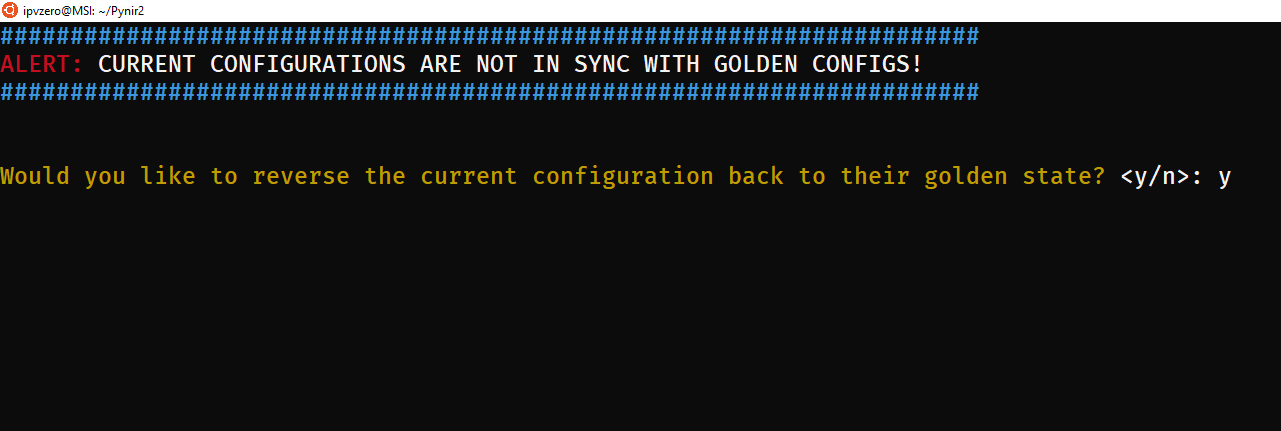 ipvzero@MSI: ~/Pynir2
######################################################################
ALERT: CURRENT CONFIGURATIONS ARE NOT IN SYNC WITH GOLDEN CONFIGS!
######################################################################
Would you like to reverse the current configuration back to their golden state? <y/n>: y